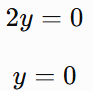 2y = 0
y = 0